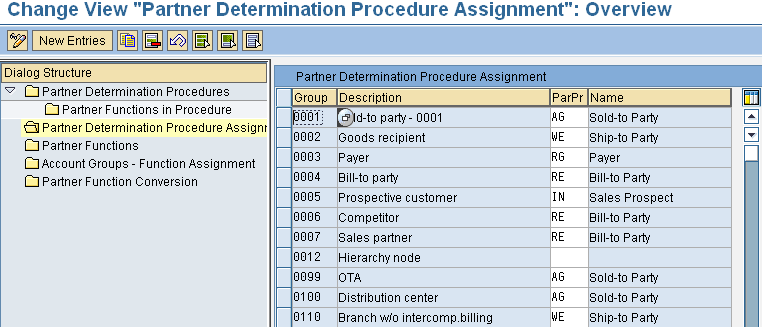 Change View "Partner Determination Procedure Assignment": Overview
New Entries
Dialog Structure
Partner Determination Procedures
Partner Functions in Procedure
Partner Determination Procedure Assignm
Partner Functions
Account Groups - Function Assignment
Partner Function Conversion
Partner Determination Procedure Assignment
Group Description ParPr Name
0001 ld-to party - 0001 AG Sold-to Party
0002 Goods recipient WE Ship-to Party
0003 Payer RG Payer
0004 Bill-to party RE Bill-to Party
0005 Prospective customer IN Sales Prospect
0006 Competitor RE Bill-to Party
0007 Sales partner RE Bill-to Party
0012 Hierarchy node
0099 OTA AG Sold-to Party
0100 Distribution center AG Sold-to Party
0110 Branch w/o intercomp.billing WE Ship-to Party